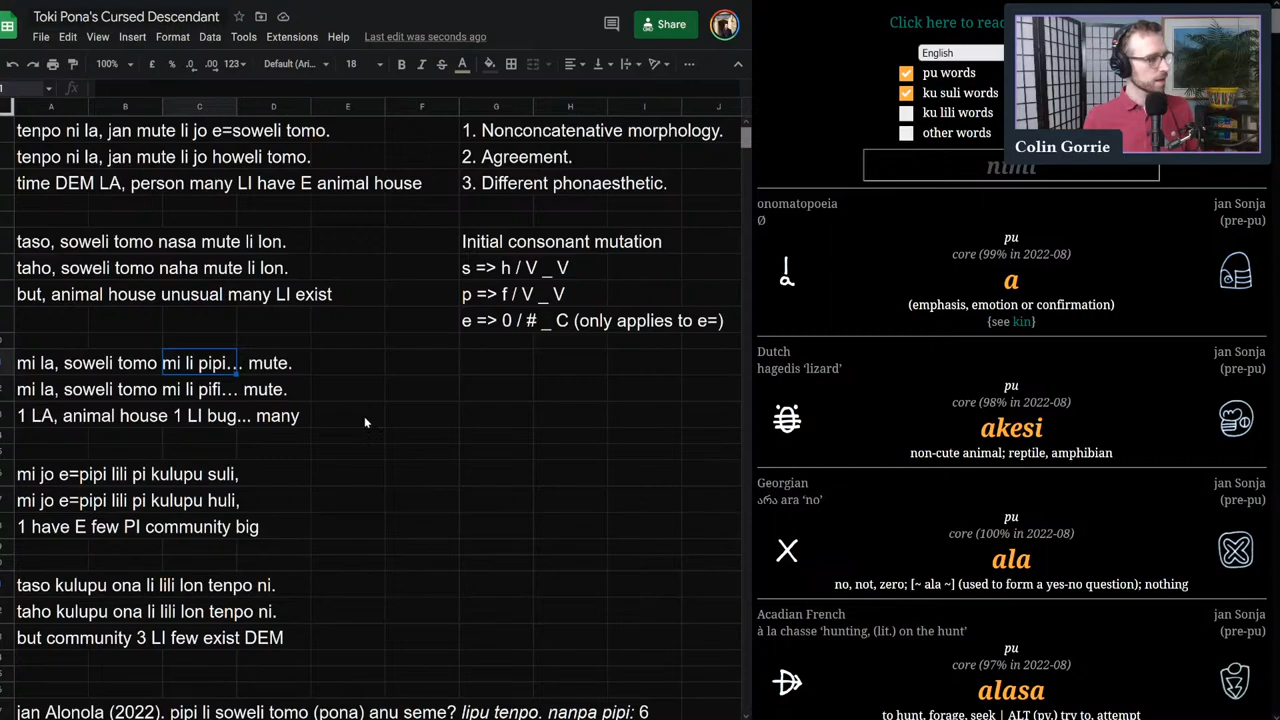 Toki Pona's Cursed Descendant
File Edit View Insert Format Data Tools Extensions Help Last edit was seconds ago
Share
100% £ % .0 .00 123 Default (Ari... 18 B I S A
A B C D E F G H I J
tenpo ni la, jan mute li jo e=soweli tomo.
tenpo ni la, jan mute li jo howeli tomo.
time DEM LA, person many LI have E animal house
1. Nonconcatenative morphology.
2. Agreement.
3. Different phonaesthetic.
taso, soweli tomo nasa mute li lon.
taho, soweli tomo naha mute li lon.
but, animal house unusual many LI exist
Initial consonant mutation
s => h / V _ V
p => f / V _ V
e => 0 / # _ C (only applies to e=)
mi la, soweli tomo mi li pipi… mute.
mi la, soweli tomo mi li pifi… mute.
1 LA, animal house 1 LI bug... many
mi jo e=pipi lili pi kulupu suli,
mi jo e=pipi lili pi kulupu huli,
1 have E few PI community big
taso kulupu ona li lili lon tenpo ni.
taho kulupu ona li lili lon tenpo ni.
but community 3 LI few exist DEM
jan Alonola (2022). pipi li soweli tomo (pona) anu seme? lipu tenpo. nanpa pipi: 6
Click here to rea
English
pu words
ku suli words
ku lili words
other words
nimi
Colin Gorrie
onomatopoeia
Ø
jan Sonja
(pre-pu)
pu
core (99% in 2022-08)
a
(emphasis, emotion or confirmation)
{see kin}
Dutch
hagedis ‘lizard’
jan Sonja
(pre-pu)
pu
core (98% in 2022-08)
akesi
non-cute animal; reptile, amphibian
Georgian
არა ara ‘no’
jan Sonja
(pre-pu)
pu
core (100% in 2022-08)
ala
no, not, zero; [~ ala ~] (used to form a yes-no question); nothing
Acadian French
à la chasse ‘hunting, (lit.) on the hunt’
jan Sonja
(pre-pu)
pu
core (97% in 2022-08)
alasa
to hunt, forage, seek | ALT (pv.) try to, attempt